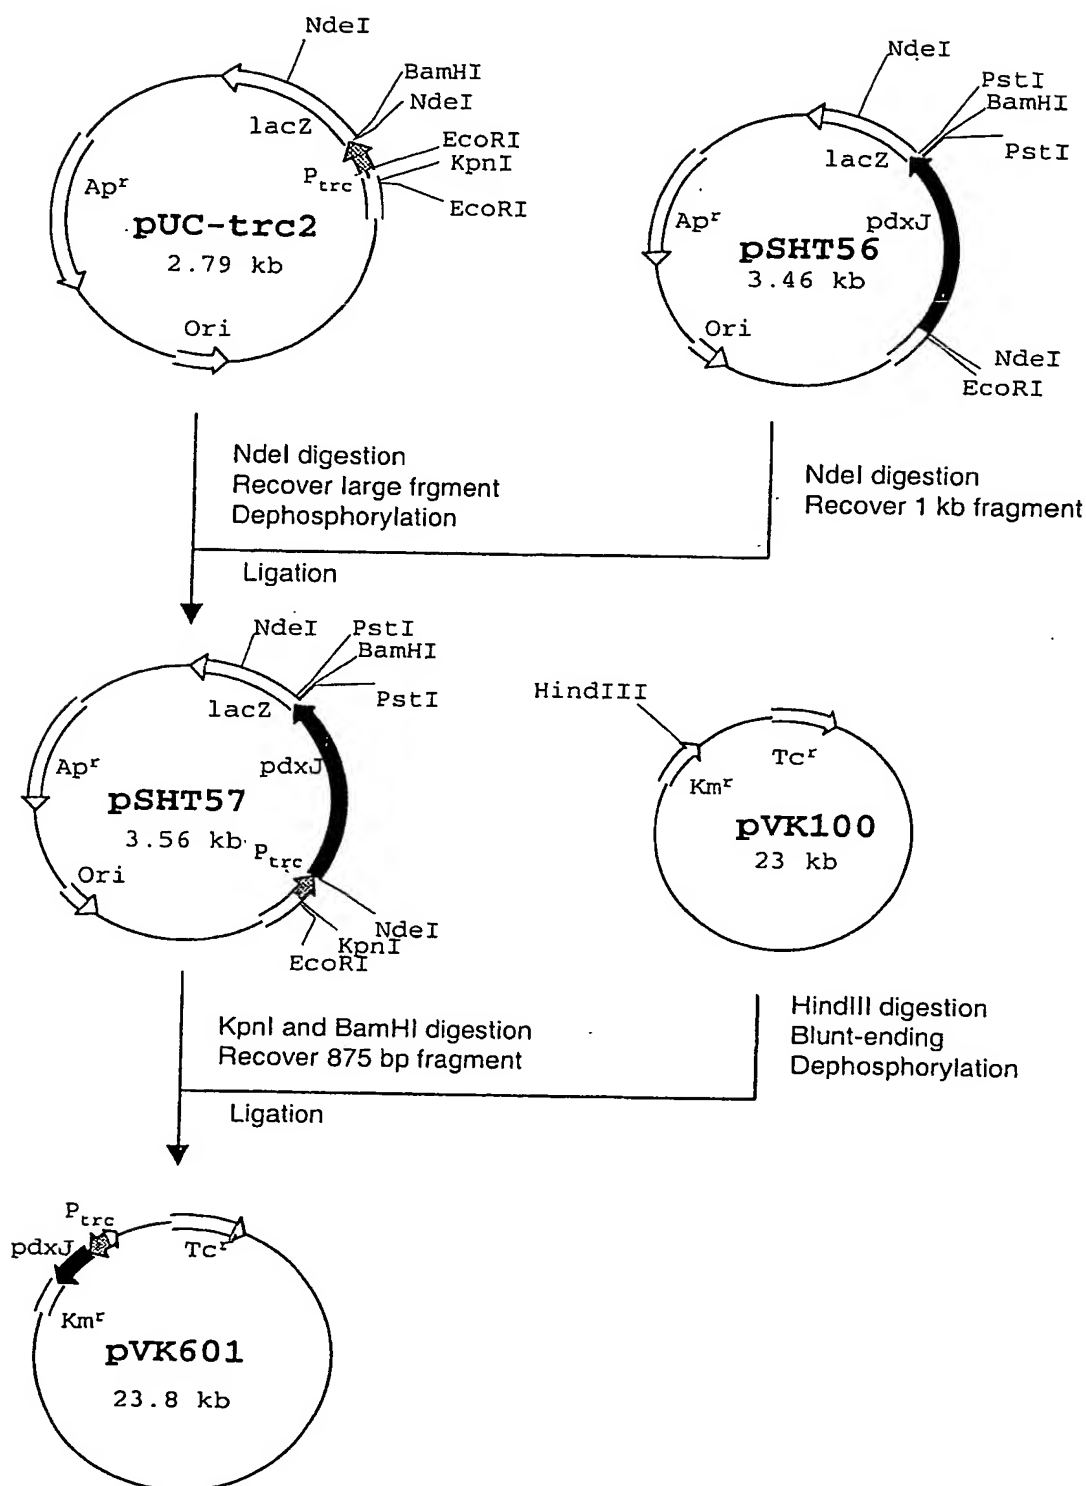 NdeI
BamHI
NdeI
lacZ
EcoRI
KpnI
Ptrc
EcoRI
Apr
pUC-trc2
2.79 kb
Ori
NdeI
PstI
BamHI
PstI
lacZ
Apr
pdxJ
pSHT56
3.46 kb
Ori
NdeI
EcoRI
NdeI digestion
Recover large frgment
Dephosphorylation
NdeI digestion
Recover 1 kb fragment
Ligation
NdeI
PstI
BamHI
PstI
lacZ
Apr
pdxJ
pSHT57
3.56 kb
Ptrc
Ori
NdeI
KpnI
EcoRI
HindIII
Tcr
Kmr
pVK100
23 kb
KpnI and BamHI digestion
Recover 875 bp fragment
HindIII digestion
Blunt-ending
Dephosphorylation
Ligation
Ptrc
pdxJ
Tcr
Kmr
pVK601
23.8 kb